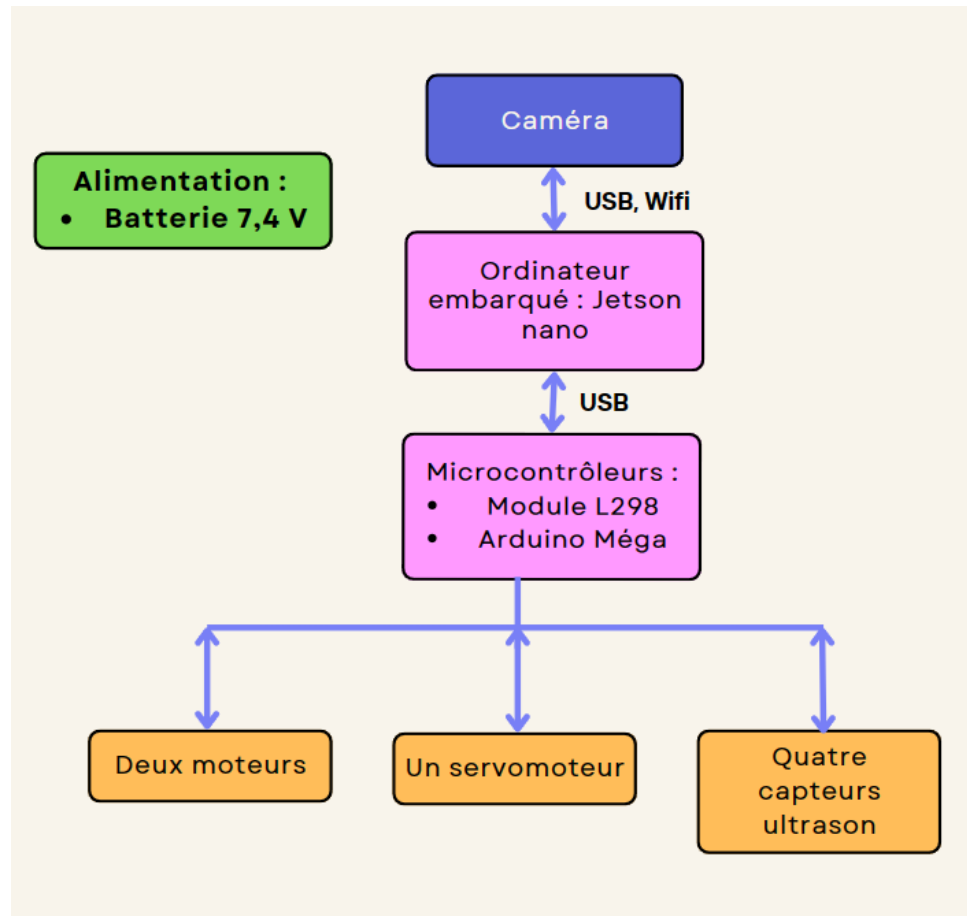 Caméra
Alimentation :
• Batterie 7,4 V
USB, Wifi
Ordinateur
embarqué : Jetson
nano
USB
Microcontrôleurs :
• Module L298
• Arduino Méga
Deux moteurs
Un servomoteur
Quatre
capteurs
ultrason